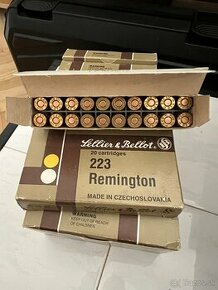 Sellier & Bellot
20 cartridges
223
Remington
MADE IN CZECHOSLOVAKIA
WARNING
KEEP OUT OF REACH
OF CHILDREN